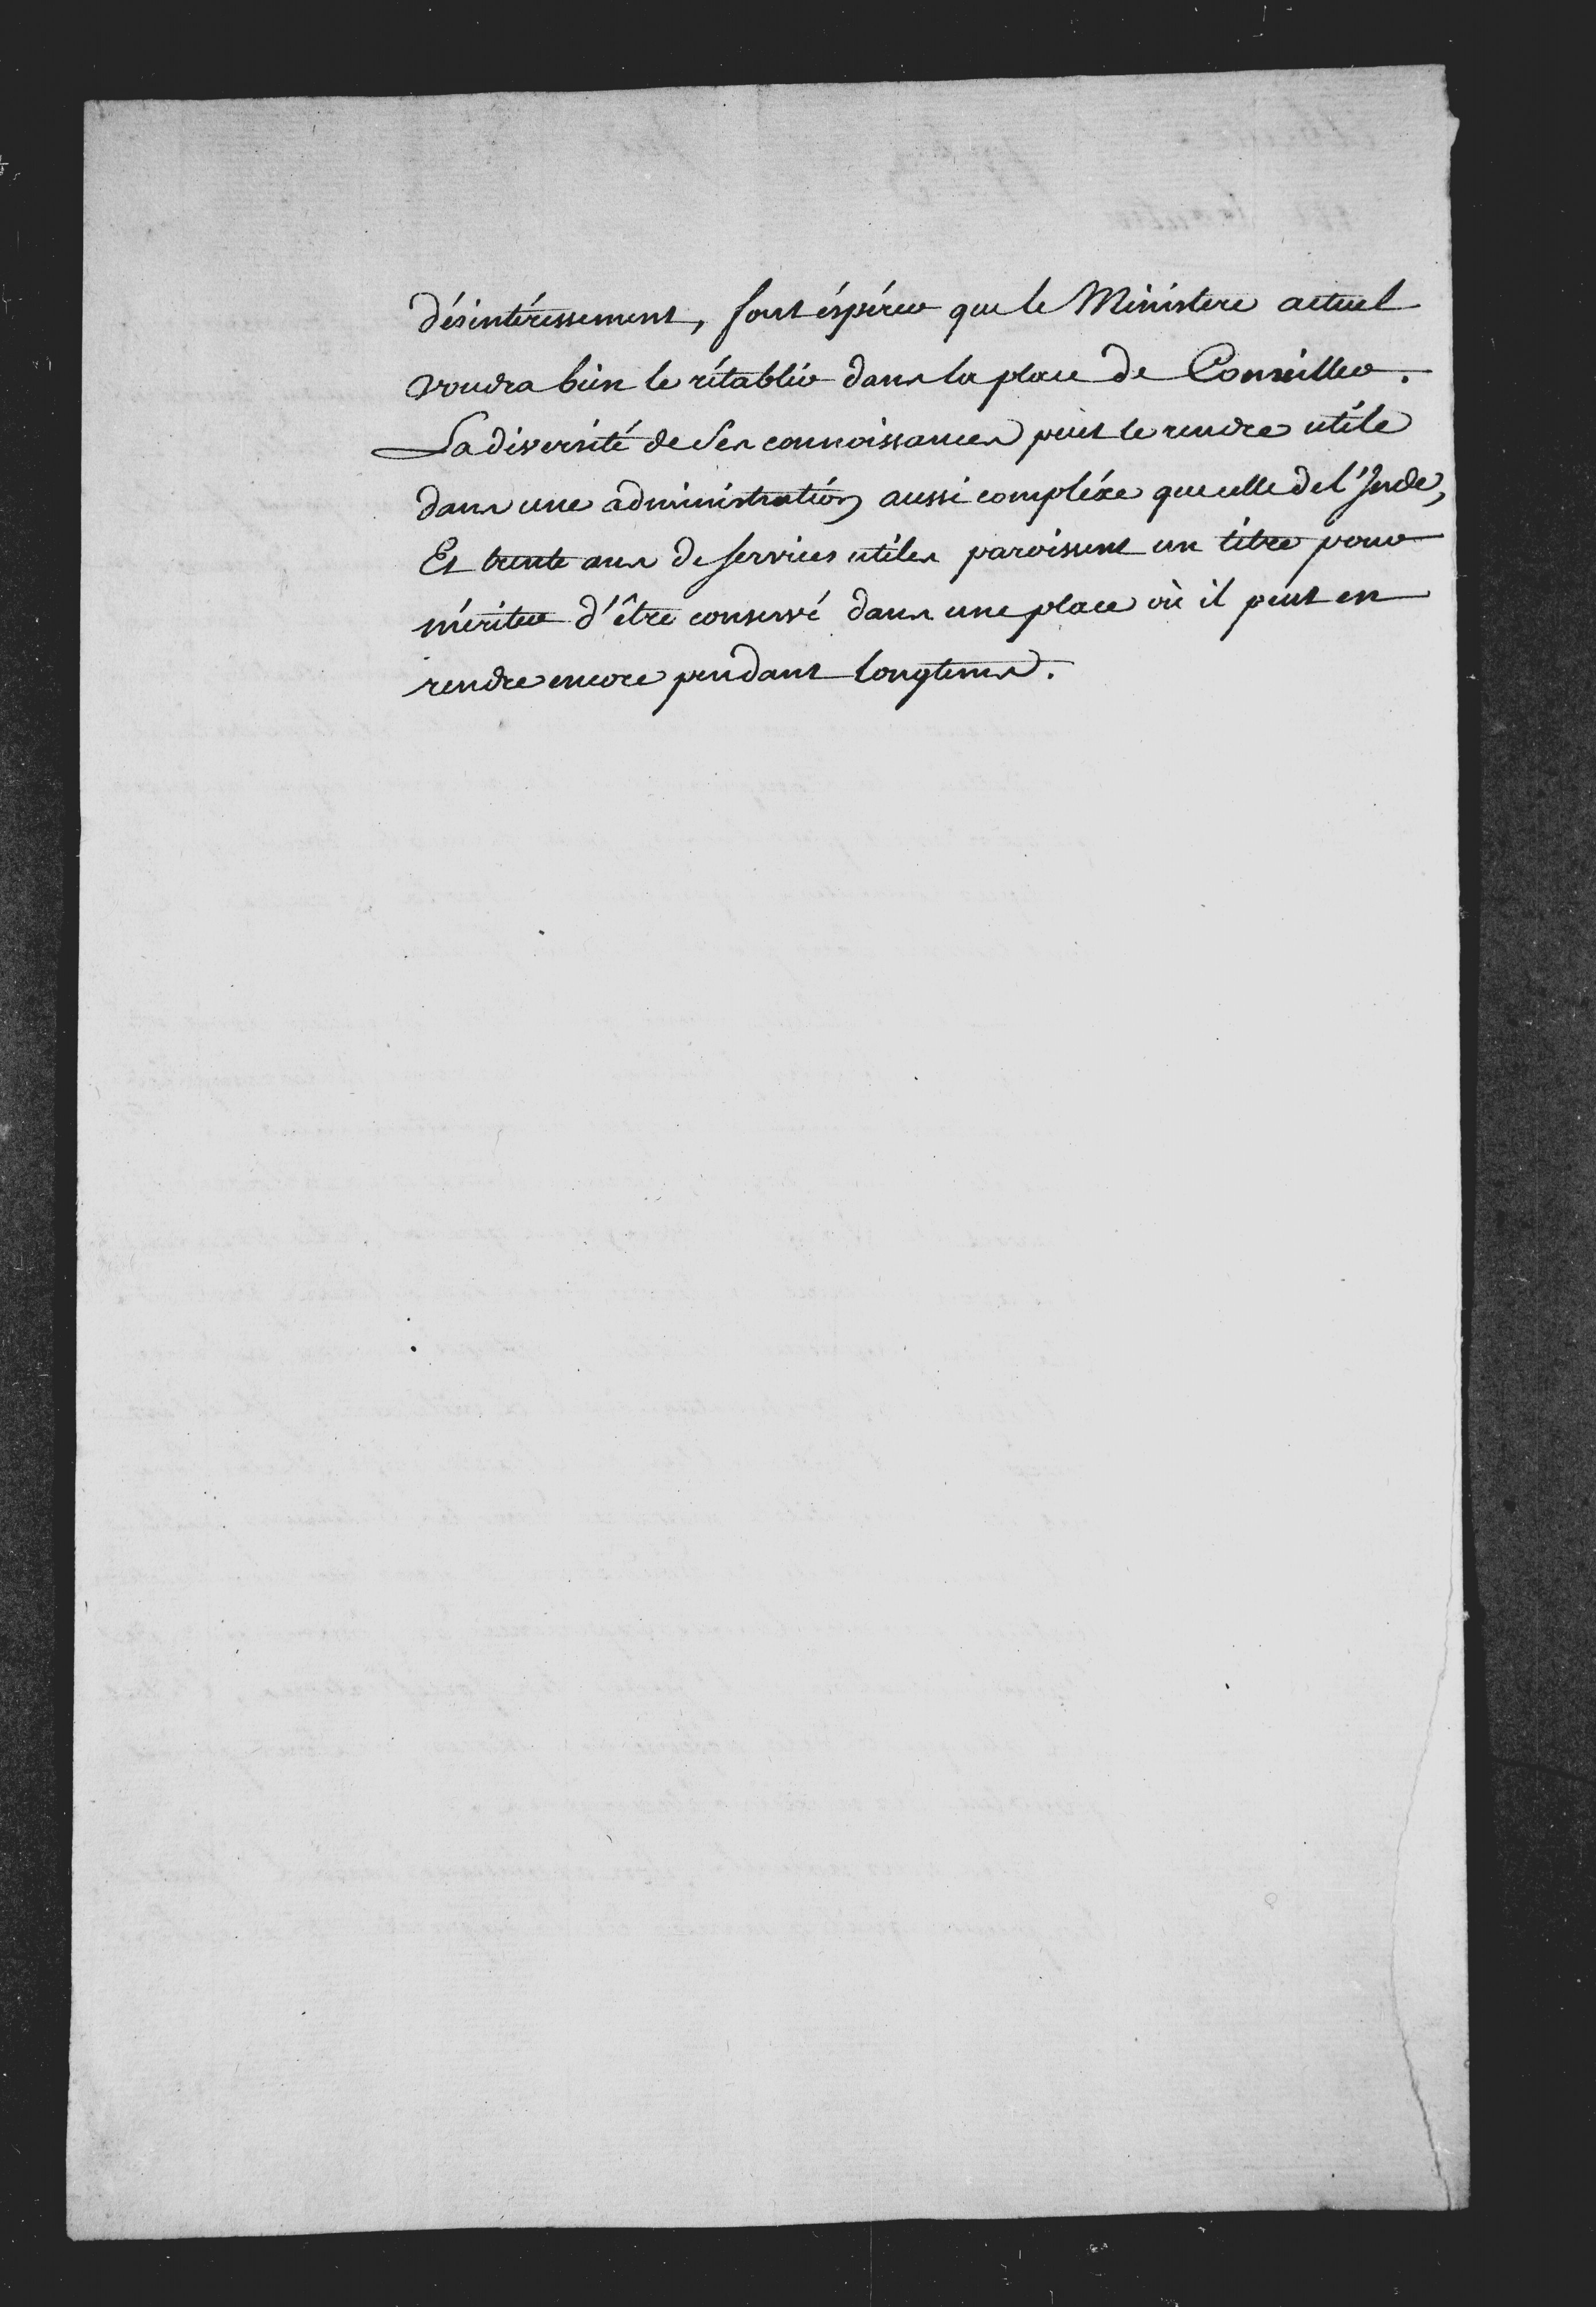 désintéressement, font éspérer que le Ministere actuel
voudra bien le rétablir dans la place de Conseiller.
La diversité de ses connoissances peut le rendre utile
dans une administration aussi compléxe que celle de l'Inde,
Et trente ans de services utiles paroissent un titre pour
mériter d'être conservé dans une place où il peut en
rendre encore pendant longtems.